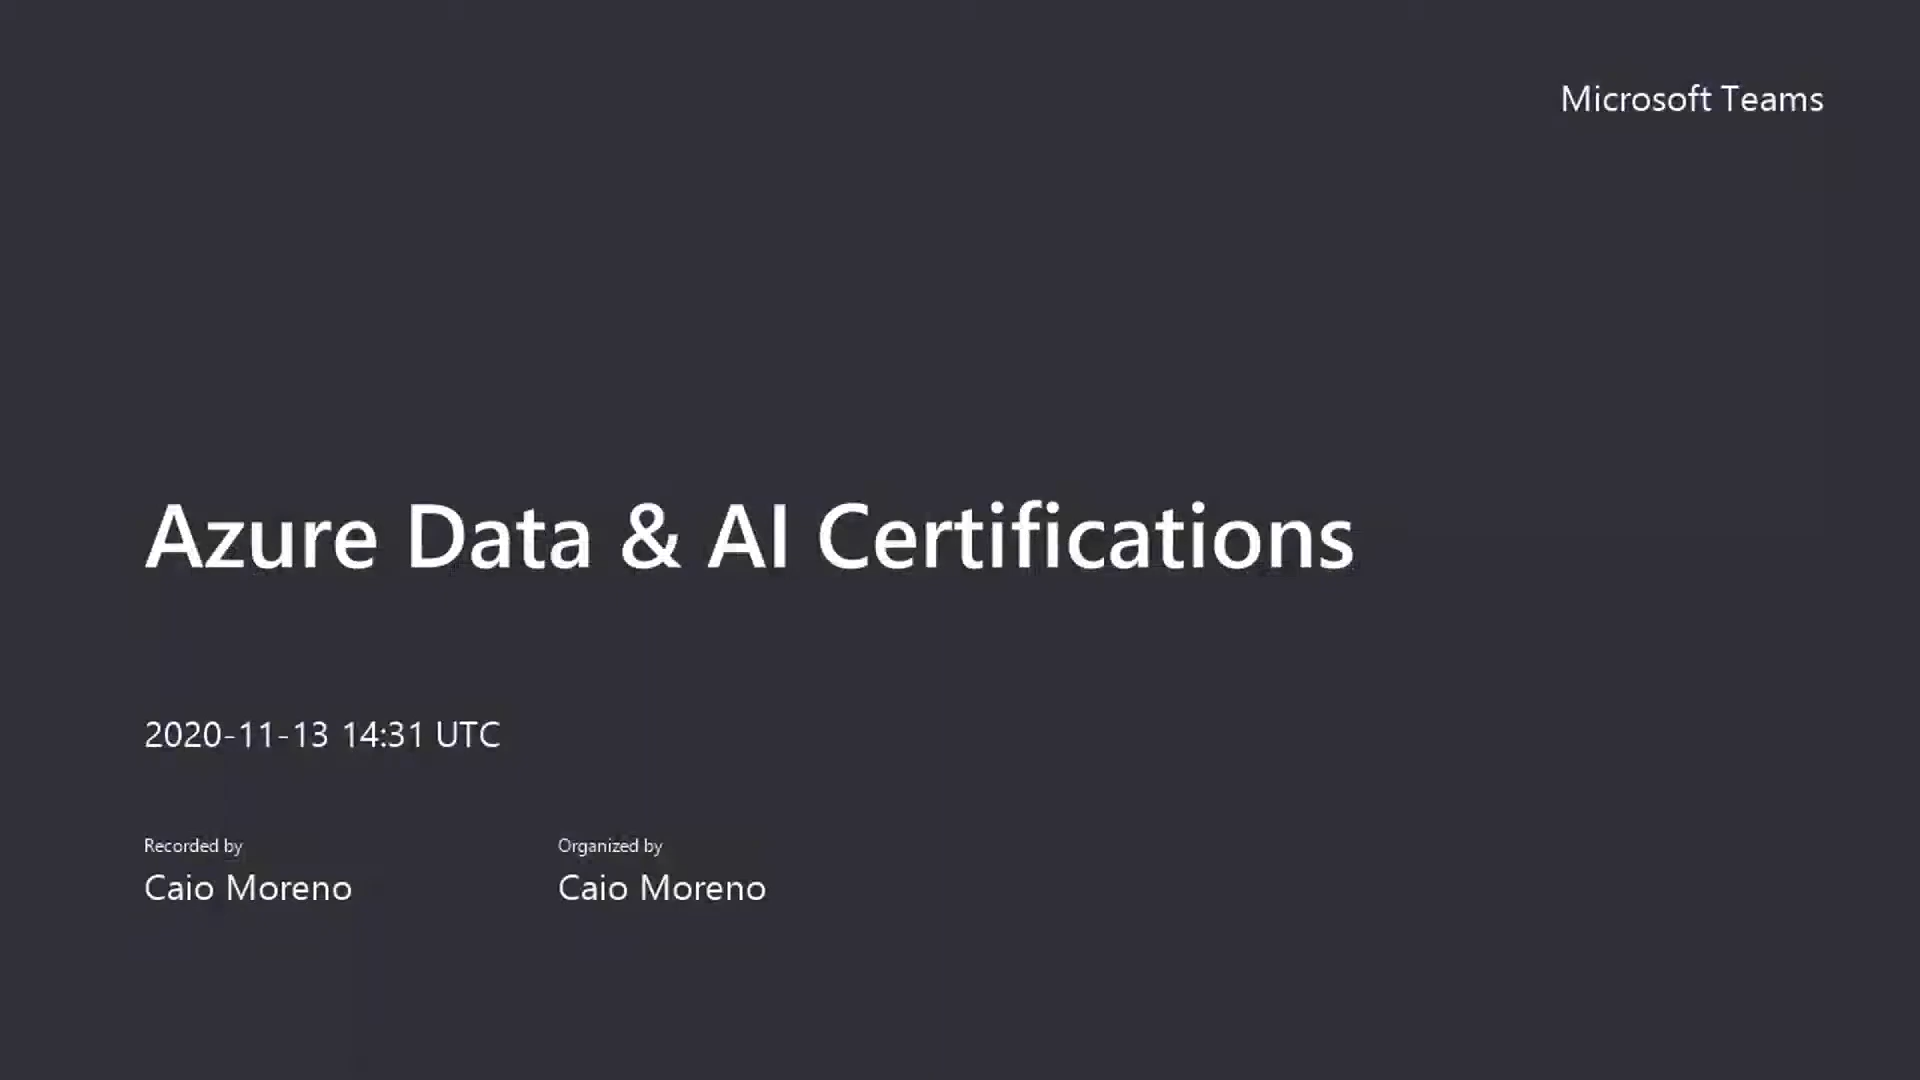 Microsoft Teams
Azure Data & AI Certifications
2020-11-13 14:31 UTC
Recorded by
Caio Moreno
Organized by
Caio Moreno